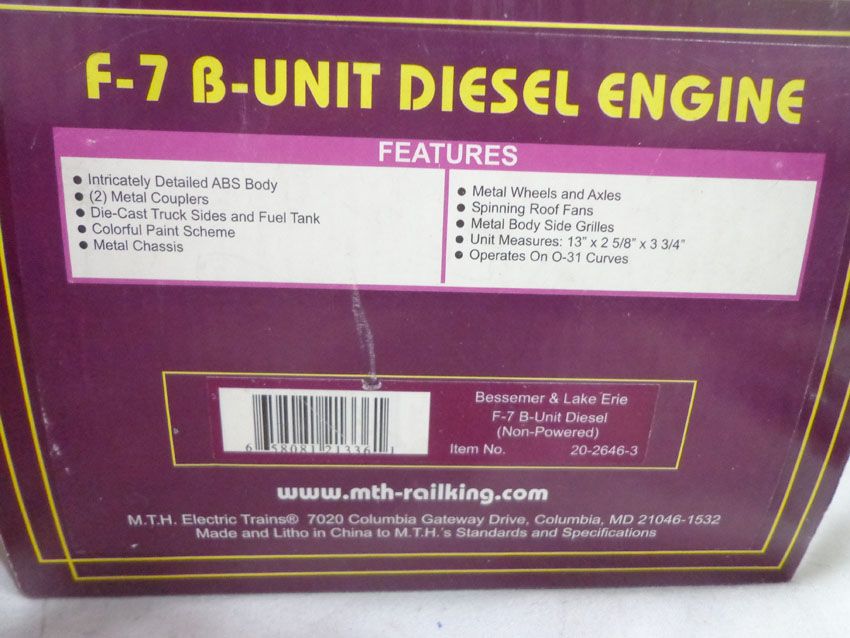 F-7 B-UNIT DIESEL ENGINE
FEATURES
● Intricately Detailed ABS Body
● (2) Metal Couplers
● Die-Cast Truck Sides and Fuel Tank
● Colorful Paint Scheme
● Metal Chassis
● Metal Wheels and Axles
● Spinning Roof Fans
● Metal Body Side Grilles
● Unit Measures: 13" x 2 5/8" x 3 3/4"
● Operates On O-31 Curves
6 58081 21336 1
Bessemer & Lake Erie
F-7 B-Unit Diesel
(Non-Powered)
Item No. 20-2646-3
www.mth-railking.com
M.T.H. Electric Trains® 7020 Columbia Gateway Drive, Columbia, MD 21046-1532
Made and Litho in China to M.T.H.'s Standards and Specifications